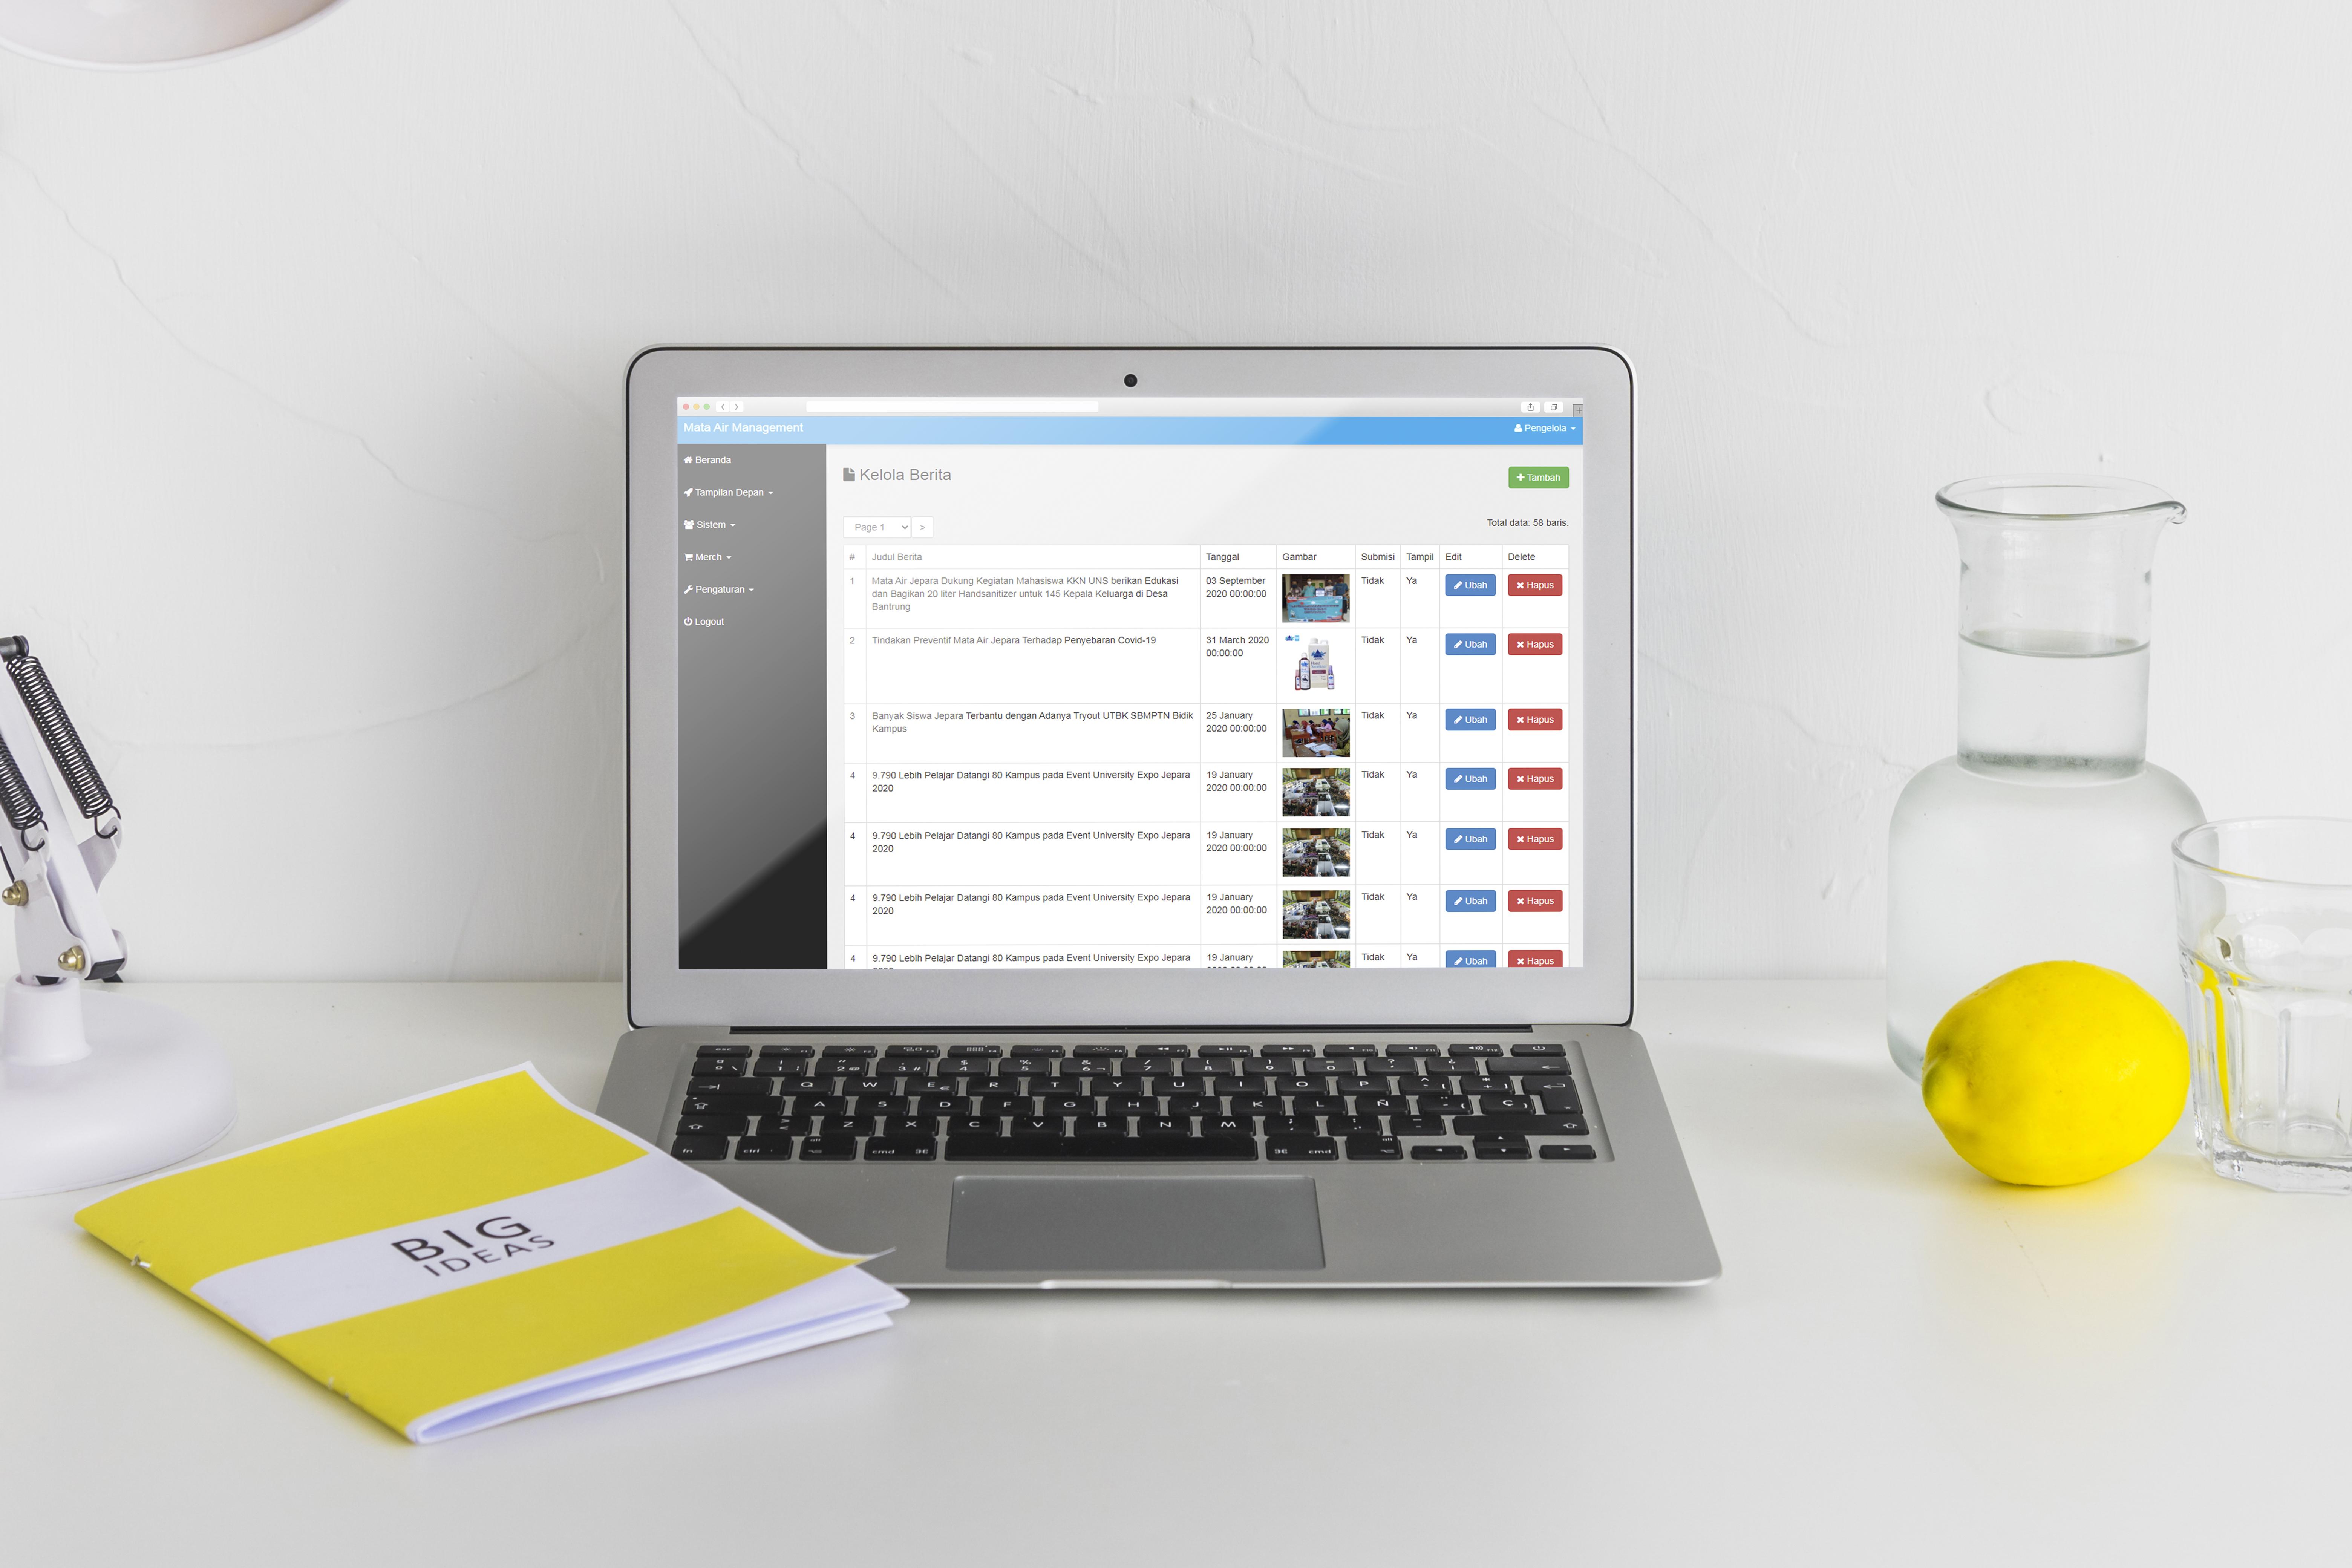 Mata Air Management
Pengelola
Beranda
Tampilan Depan
Sistem
Merch
Pengaturan
Logout
Kelola Berita
Tambah
Page 1
>
Total data: 58 baris.
# Judul Berita Tanggal Gambar Submisi Tampil Edit Delete
1 Mata Air Jepara Dukung Kegiatan Mahasiswa KKN UNS berikan Edukasi 03 September Tidak Ya Ubah Hapus
dan Bagikan 20 liter Handsanitizer untuk 145 Kepala Keluarga di Desa 2020 00:00:00
Bantrung
2 Tindakan Preventif Mata Air Jepara Terhadap Penyebaran Covid-19 31 March 2020 Tidak Ya Ubah Hapus
00:00:00
3 Banyak Siswa Jepara Terbantu dengan Adanya Tryout UTBK SBMPTN Bidik 25 January Tidak Ya Ubah Hapus
Kampus 2020 00:00:00
4 9.790 Lebih Pelajar Datangi 80 Kampus pada Event University Expo Jepara 19 January Tidak Ya Ubah Hapus
2020 2020 00:00:00
4 9.790 Lebih Pelajar Datangi 80 Kampus pada Event University Expo Jepara 19 January Tidak Ya Ubah Hapus
2020 2020 00:00:00
4 9.790 Lebih Pelajar Datangi 80 Kampus pada Event University Expo Jepara 19 January Tidak Ya Ubah Hapus
2020 2020 00:00:00
4 9.790 Lebih Pelajar Datangi 80 Kampus pada Event University Expo Jepara 19 January Tidak Ya Ubah Hapus
Q W E € R T Y U I O P
A S D F G H J K L Ñ
Z X C V B N M
fn ctrl cmd cmd
BIG
IDEAS